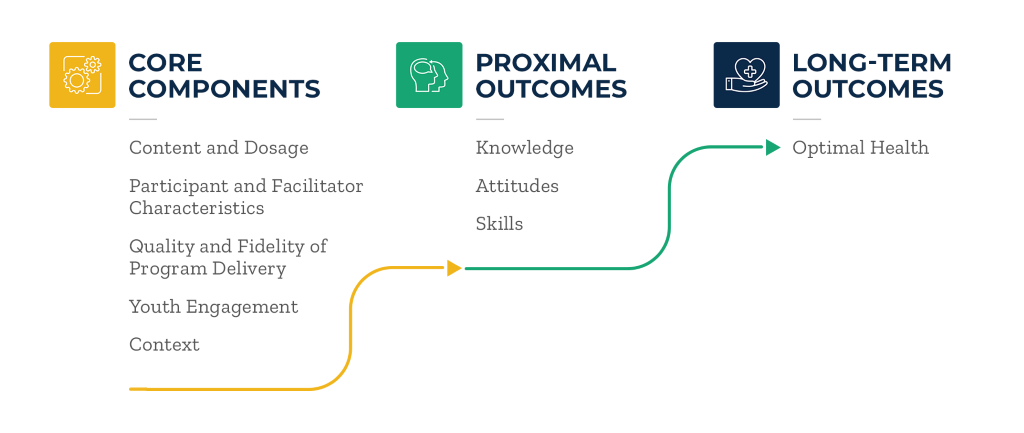 CORE
COMPONENTS
Content and Dosage
Participant and Facilitator
Characteristics
Quality and Fidelity of
Program Delivery
Youth Engagement
Context
PROXIMAL
OUTCOMES
Knowledge
Attitudes
Skills
LONG-TERM
OUTCOMES
Optimal Health